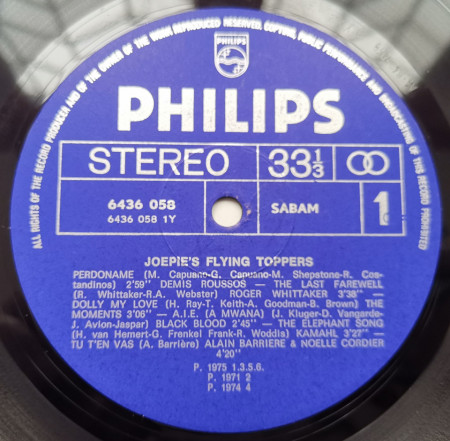 ALL RIGHTS OF THE RECORD PRODUCER AND OF THE OWNER OF THE WORK REPRODUCED RESERVED. COPYING, PUBLIC PERFORMANCE AND BROADCASTING OF THIS RECORD PROHIBITED
PHILIPS
PHILIPS
STEREO 33 1/3
6436 058
6436 058 1Y
SABAM
1
JOEPIE'S FLYING TOPPERS
PERDONAME (M. Capuano-G. Capuano-M. Shepstone-R. Cos-
tandinos) 2'59" DEMIS ROUSSOS — THE LAST FAREWELL
(R. Whittaker-R.A. Webster) ROGER WHITTAKER 3'38" —
DOLLY MY LOVE (H. Ray-T. Keith-A. Goodman-B. Brown) THE
MOMENTS 3'06" — A.I.E. (A MWANA) (J. Kluger-D. Vangarde-
J. Avion-Jaspar) BLACK BLOOD 2'45" — THE ELEPHANT SONG
(H. van Hemert-G. Frenkel Frank-R. Woddis) KAMAHL 3'27" —
TU T'EN VAS (A. Barrière) ALAIN BARRIERE & NOELLE CORDIER
4'20"
P. 1975 1.3.5.6.
P. 1971 2
P. 1974 4